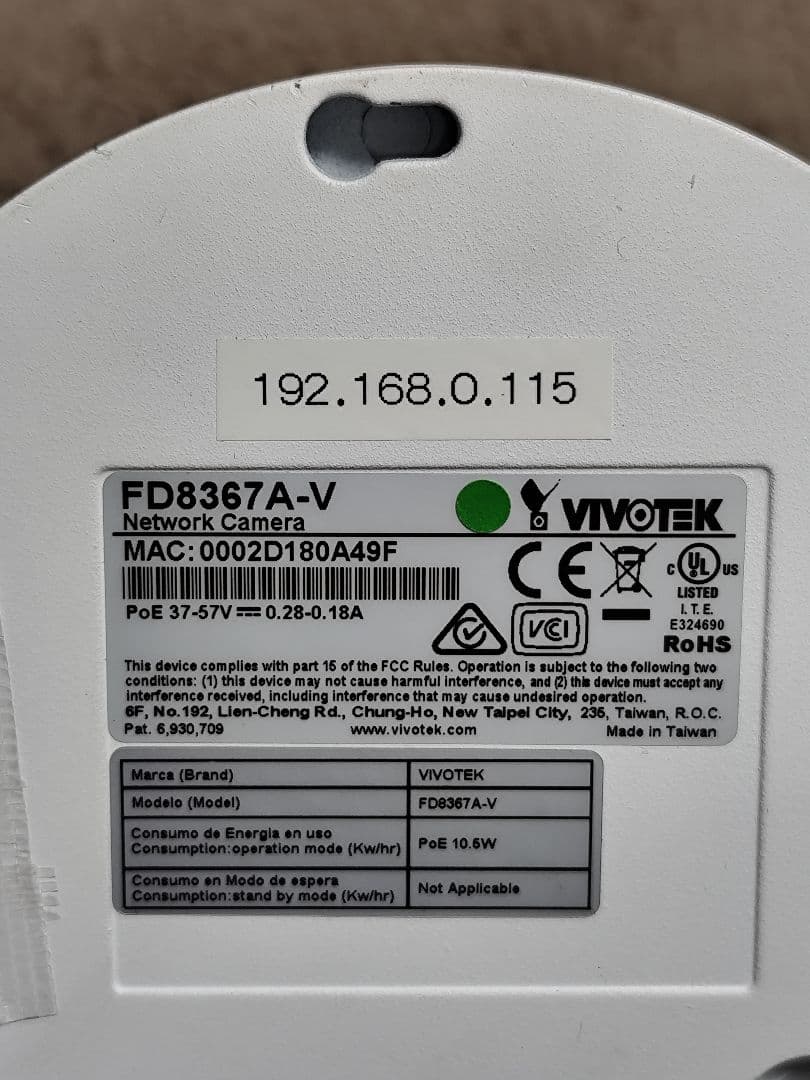 192.168.0.115
FD8367A-V
Network Camera
VIVOTEK
MAC:0002D180A49F
PoE 37-57V 0.28-0.18A
CE
C UL US
LISTED
I.T.E.
E324690
RoHS
VCI
This device complies with part 15 of the FCC Rules. Operation is subject to the following two
conditions: (1) this device may not cause harmful interference, and (2) this device must accept any
interference received, including interference that may cause undesired operation.
6F, No.192, Lien-Cheng Rd., Chung-Ho, New Taipei City, 235, Taiwan, R.O.C.
Pat. 6,930,709 www.vivotek.com Made in Taiwan
Marca (Brand) VIVOTEK
Modelo (Model) FD8367A-V
Consumo de Energia en uso
Consumption:operation mode (Kw/hr) PoE 10.5W
Consumo en Modo de espera
Consumption:stand by mode (Kw/hr) Not Applicable